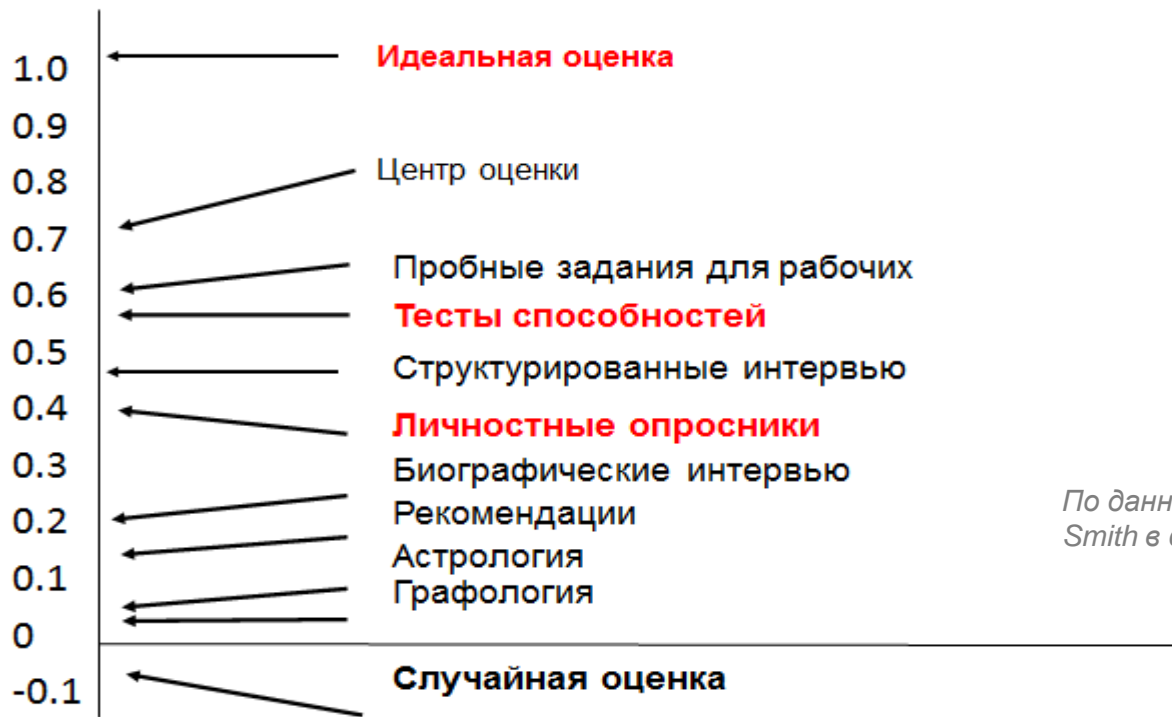 1.0
Идеальная оценка
0.9
Центр оценки
0.8
0.7
Пробные задания для рабочих
0.6
Тесты способностей
0.5
Структурированные интервью
0.4
Личностные опросники
0.3
Биографические интервью
0.2
Рекомендации
По
Smith в
Астрология
0.1
Графология
0
Случайная оценка
-0.1